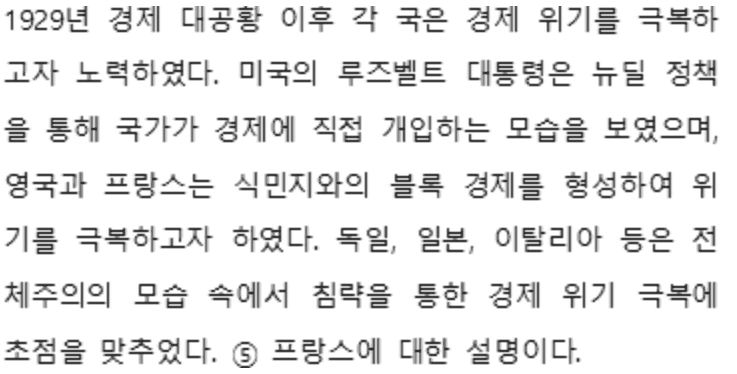 1929년 경제 대공황 이후 각 국은 경제 위기를 극복하
고자 노력하였다. 미국의 루즈벨트 대통령은 뉴딜 정책
을 통해 국가가 경제에 직접 개입하는 모습을 보였으며,
영국과 프랑스는 식민지와의 블록 경제를 형성하여 위
기를 극복하고자 하였다. 독일, 일본, 이탈리아 등은 전
체주의의 모습 속에서 침략을 통한 경제 위기 극복에
초점을 맞추었다. ⑤ 프랑스에 대한 설명이다.